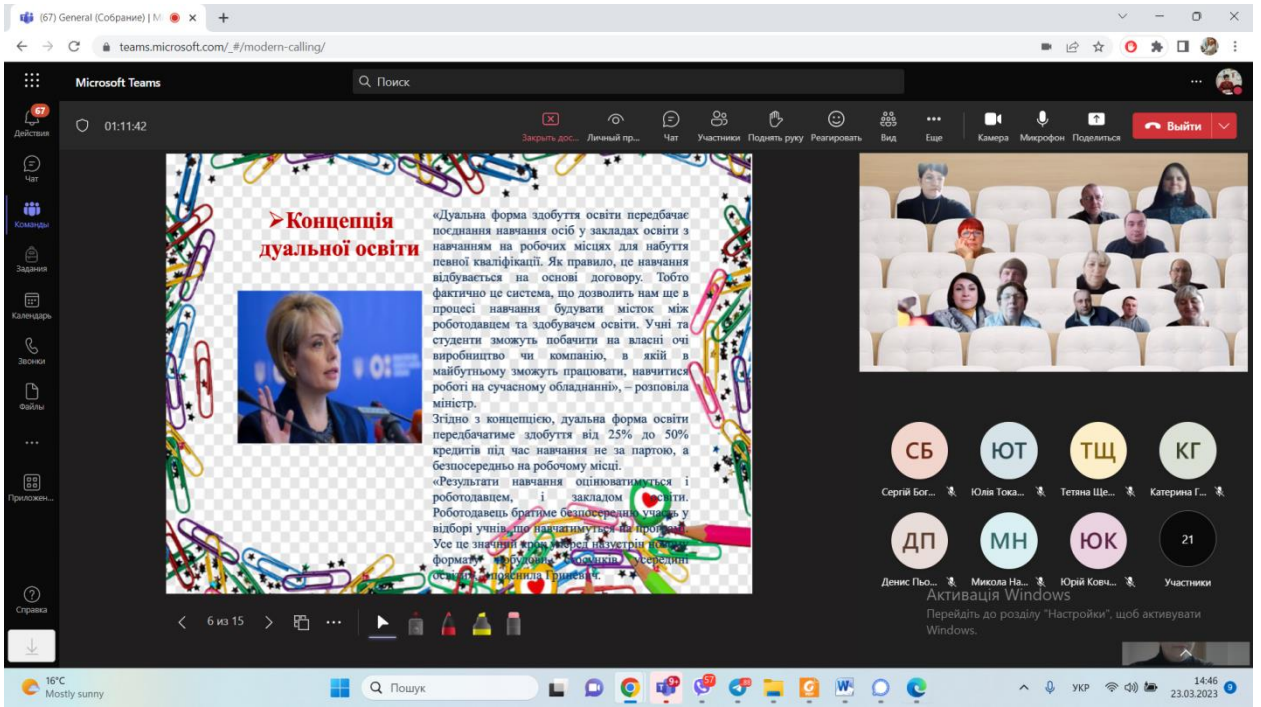 (67) General (Собрание) | M
teams.microsoft.com/_#/modern-calling/
Microsoft Teams
Поиск
67
Действия
Чат
Команды
Задания
Календарь
Звонки
Файлы
Приложен...
Справка
01:11:42
Закрыть дос...
Личный пр...
Чат
Участники
Поднять руку
Реагировать
Вид
Еще
Камера
Микрофон
Поделиться
Выйти
➢Концепція
дуальної освіти
«Дуальна форма здобуття освіти передбачає
поєднання навчання осіб у закладах освіти з
навчанням на робочих місцях для набуття
певної кваліфікації. Як правило, це навчання
відбувається на основі договору. Тобто
фактично це система, що дозволить нам ще в
процесі навчання будувати місток між
роботодавцем та здобувачем освіти. Учні та
студенти зможуть побачити на власні очі
виробництво чи компанію, в якій в
майбутньому зможуть працювати, навчитися
роботі на сучасному обладнанні», – розповіла
міністр.
Згідно з концепцією, дуальна форма освіти
передбачатиме здобуття від 25% до 50%
кредитів під час навчання не за партою, а
безпосередньо на робочому місці.
«Результати навчання оцінюватимуться і
роботодавцем, і закладом освіти.
Роботодавець братиме безпосередню участь у
відборі учнів, що навчатимуться на програмі.
Усе це значний крок вперед назустріч
формату побудови стосунків усередині
пояснила Гриневич.
6 из 15
СБ
Сергій Бог...
ЮТ
Юлія Тока...
ТЩ
Тетяна Ще...
КГ
Катерина Г...
ДП
Денис Пьо...
МН
Микола На...
ЮК
Юрій Ковч...
21
Участники
Активація Windows
Перейдіть до розділу "Настройки", щоб активувати
Windows.
16°C
Mostly sunny
Пошук
9+
57
УКР
14:46
23.03.2023
9